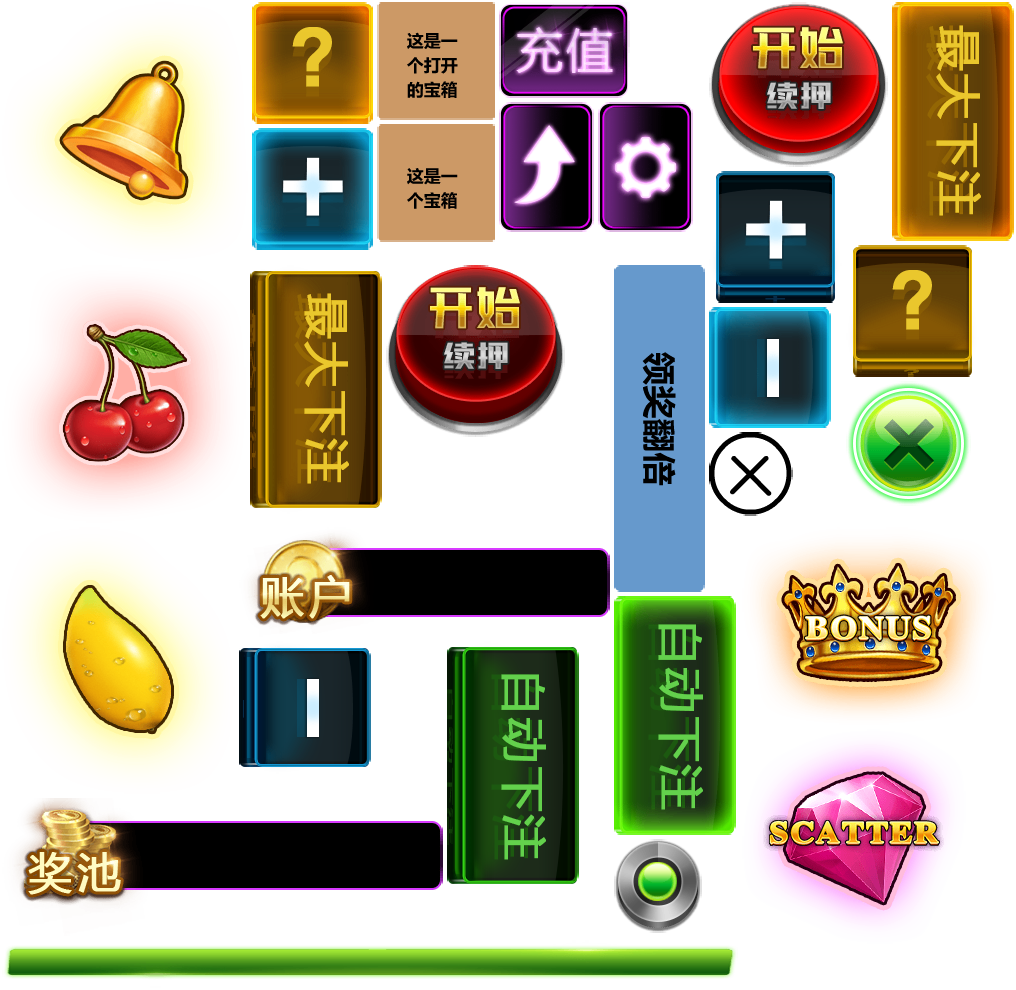 ?
这是一
个打开
的宝箱
充值
开始
续押
最大下注
+
这是一
个宝箱
+
?
最大下注
开始
续押
领奖翻倍
账户
BONUS
自动下注
自动下注
SCATTER
奖池